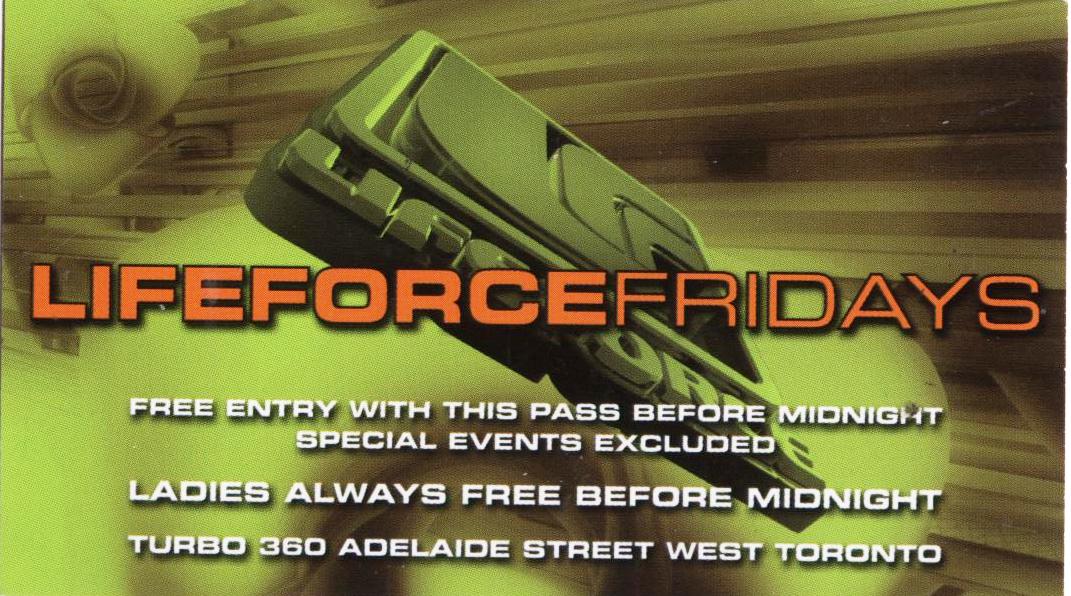 LIFEFORCEFRIDAYS
FREE ENTRY WITH THIS PASS BEFORE MIDNIGHT
SPECIAL EVENTS EXCLUDED
LADIES ALWAYS FREE BEFORE MIDNIGHT
TURBO 360 ADELAIDE STREET WEST TORONTO